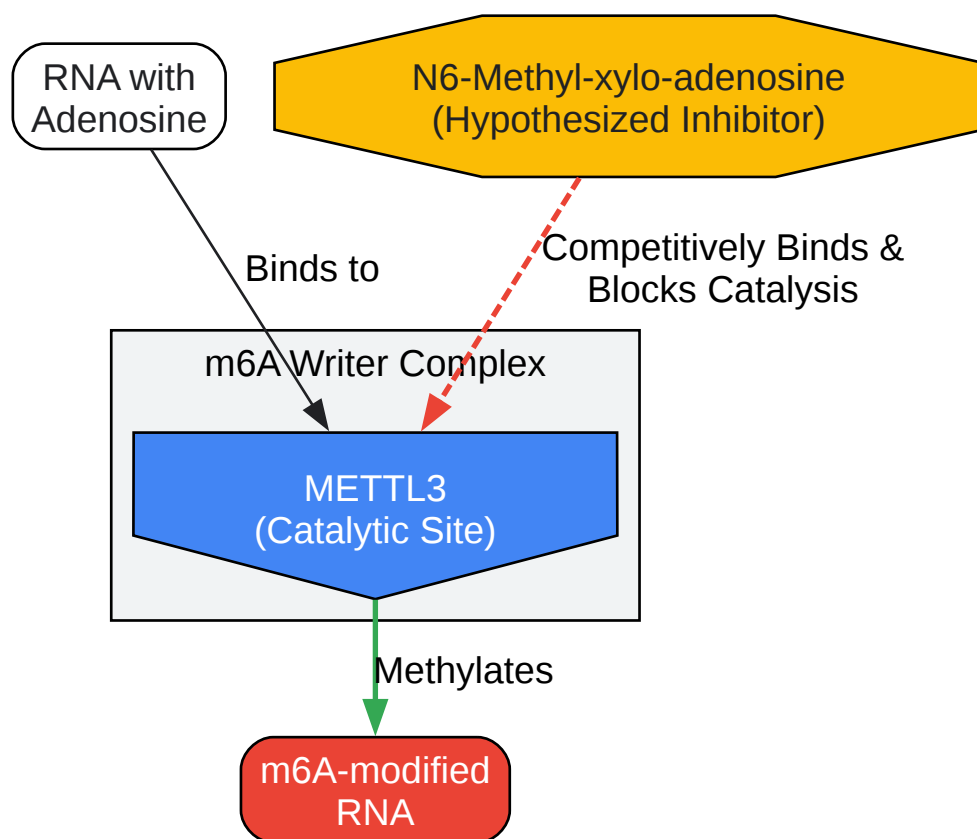 RNA with
Adenosine
N6-Methyl-xylo-adenosine
(Hypothesized Inhibitor)
Binds to
Competitively Binds &
Blocks Catalysis
m6A Writer Complex
METTL3
(Catalytic Site)
Methylates
m6A-modified
RNA